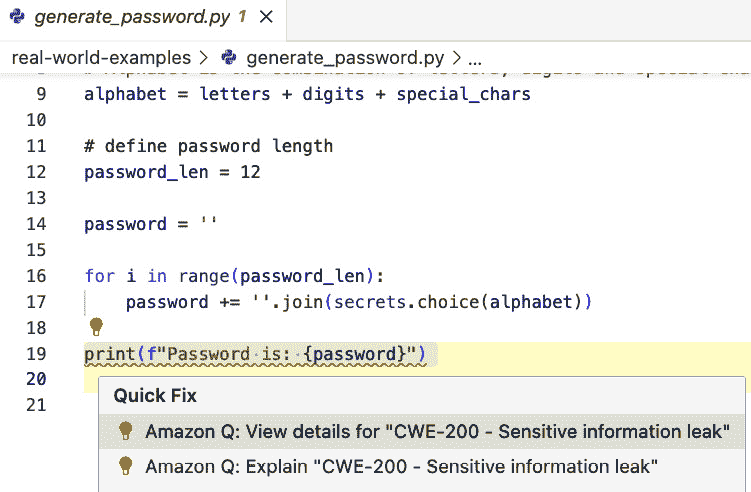 generate_password.py 1 ×
real-world-examples > generate_password.py > ...
9 alphabet = letters + digits + special_chars
10
11 # define password length
12 password_len = 12
13
14 password = ''
15
16 for i in range(password_len):
17 password += ''.join(secrets.choice(alphabet))
18
19 print(f"Password is: {password}")
20
21
Quick Fix
Amazon Q: View details for "CWE-200 - Sensitive information leak"
Amazon Q: Explain "CWE-200 - Sensitive information leak"